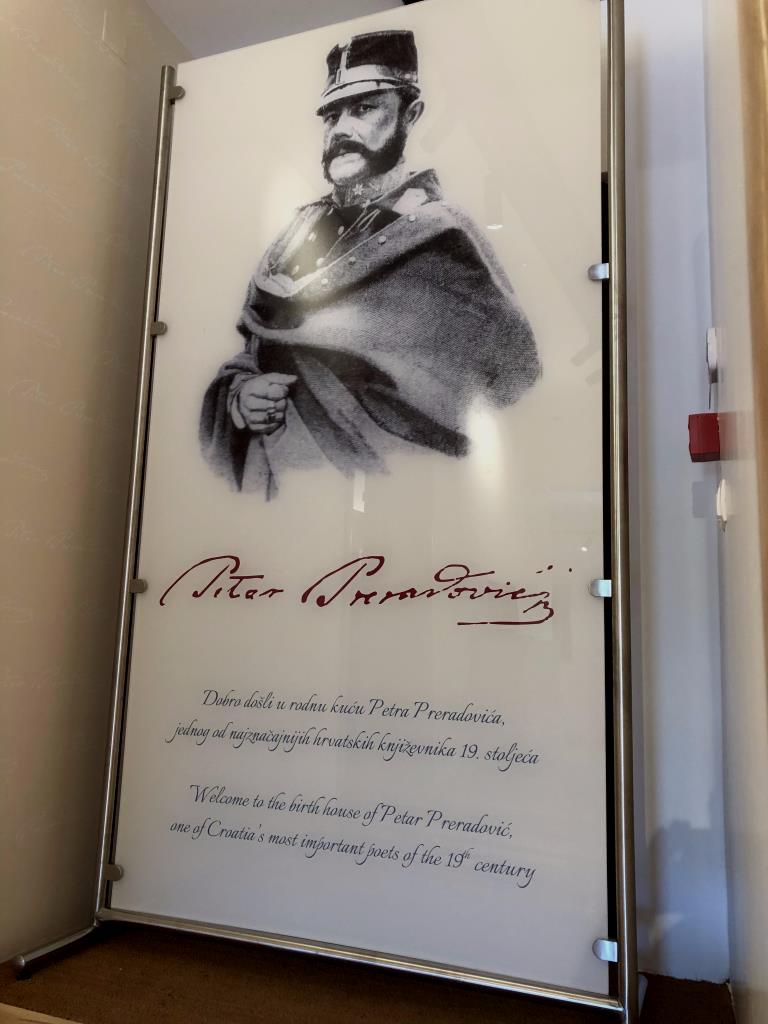 Petar Preradović
Dobro došli u rodnu kuću Petra Preradovića,
jednog od najznačajnijih hrvatskih književnika 19. stoljeća
Welcome to the birth house of Petar Preradović,
one of Croatia's most important poets of the 19th century